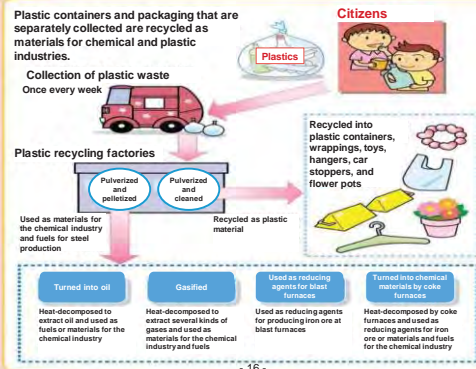 Plastic containers and packaging that are
separately collected are recycled as
materials for chemical and plastic
industries.
Citizens
Plastics
Collection of plastic waste
Once every week
Recycled into
plastic containers,
wrappings, toys,
hangers, car
stoppers, and
flower pots
Plastic recycling factories
Pulverized
and
pelletized
Pulverized
and
cleaned
Used as materials for
the chemical industry
and fuels for steel
production
Recycled as plastic
material
Turned into oil
Heat-decomposed to
extract oil and used as
fuels or materials for the
chemical industry
Gasified
Heat-decomposed to
extract several kinds of
gases and used as
materials for the chemical
industry and fuels
Used as reducing
agents for blast
furnaces
Used as reducing agents
for producing iron ore at
blast furnaces
Turned into chemical
materials by coke
furnaces
Heat-decomposed by coke
furnaces and used as
reducing agents for iron
ore or materials and fuels
for the chemical industry
- 16 -